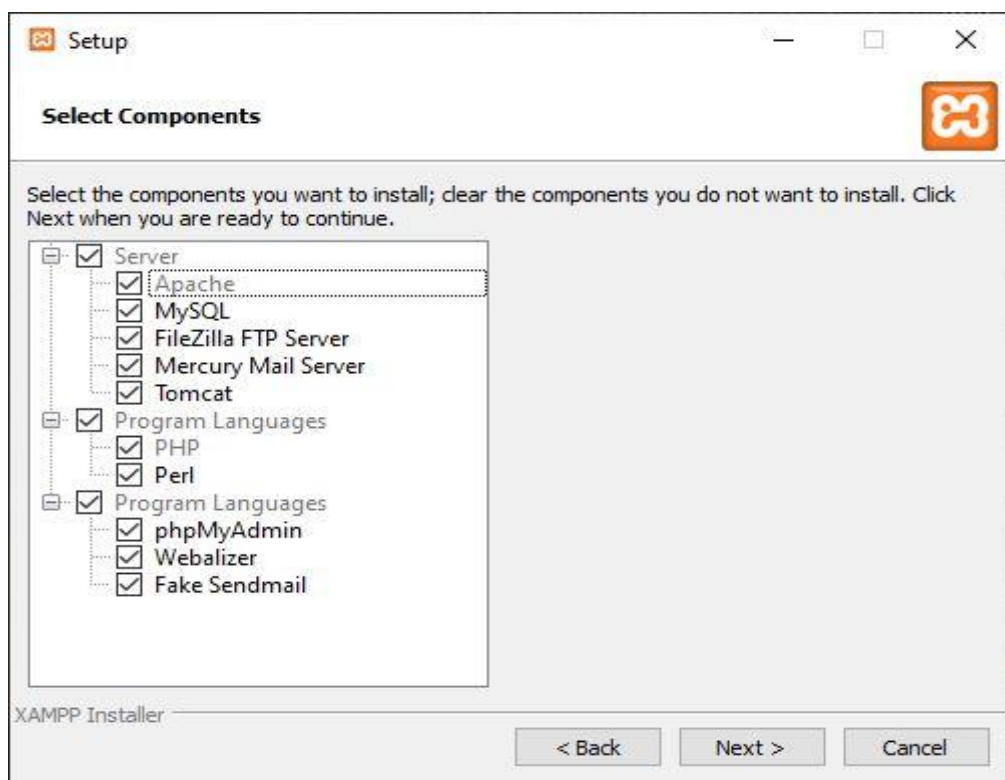 Setup
Select Components
Select the components you want to install; clear the components you do not want to install. Click
Next when you are ready to continue.
Server
Apache
MySQL
FileZilla FTP Server
Mercury Mail Server
Tomcat
Program Languages
PHP
Perl
Program Languages
phpMyAdmin
Webalizer
Fake Sendmail
XAMPP Installer
< Back Next > Cancel